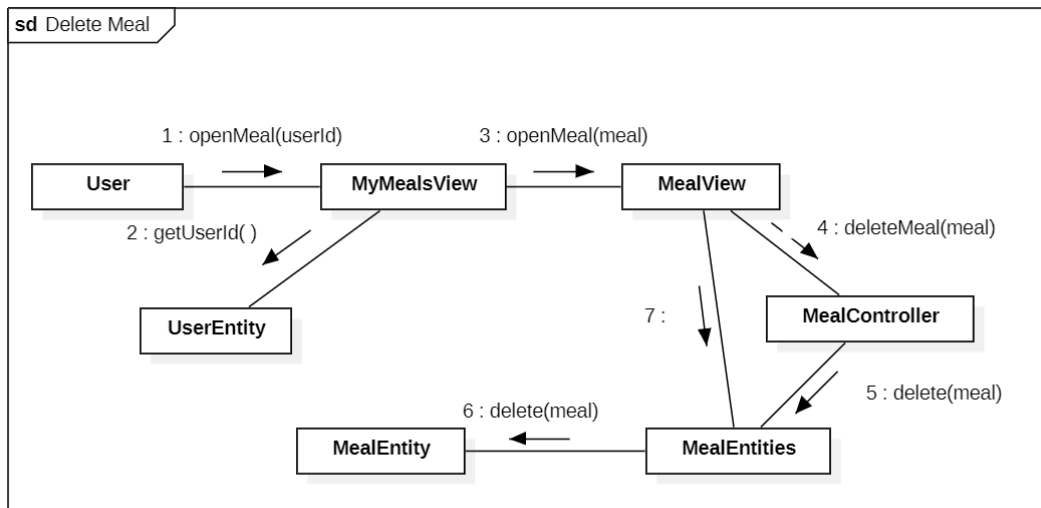 sd Delete Meal
1 : openMeal(userId)
3 : openMeal(meal)
User
MyMealsView
MealView
2 : getUserId( )
4 : deleteMeal(meal)
UserEntity
7 :
MealController
5 : delete(meal)
6 : delete(meal)
MealEntity
MealEntities